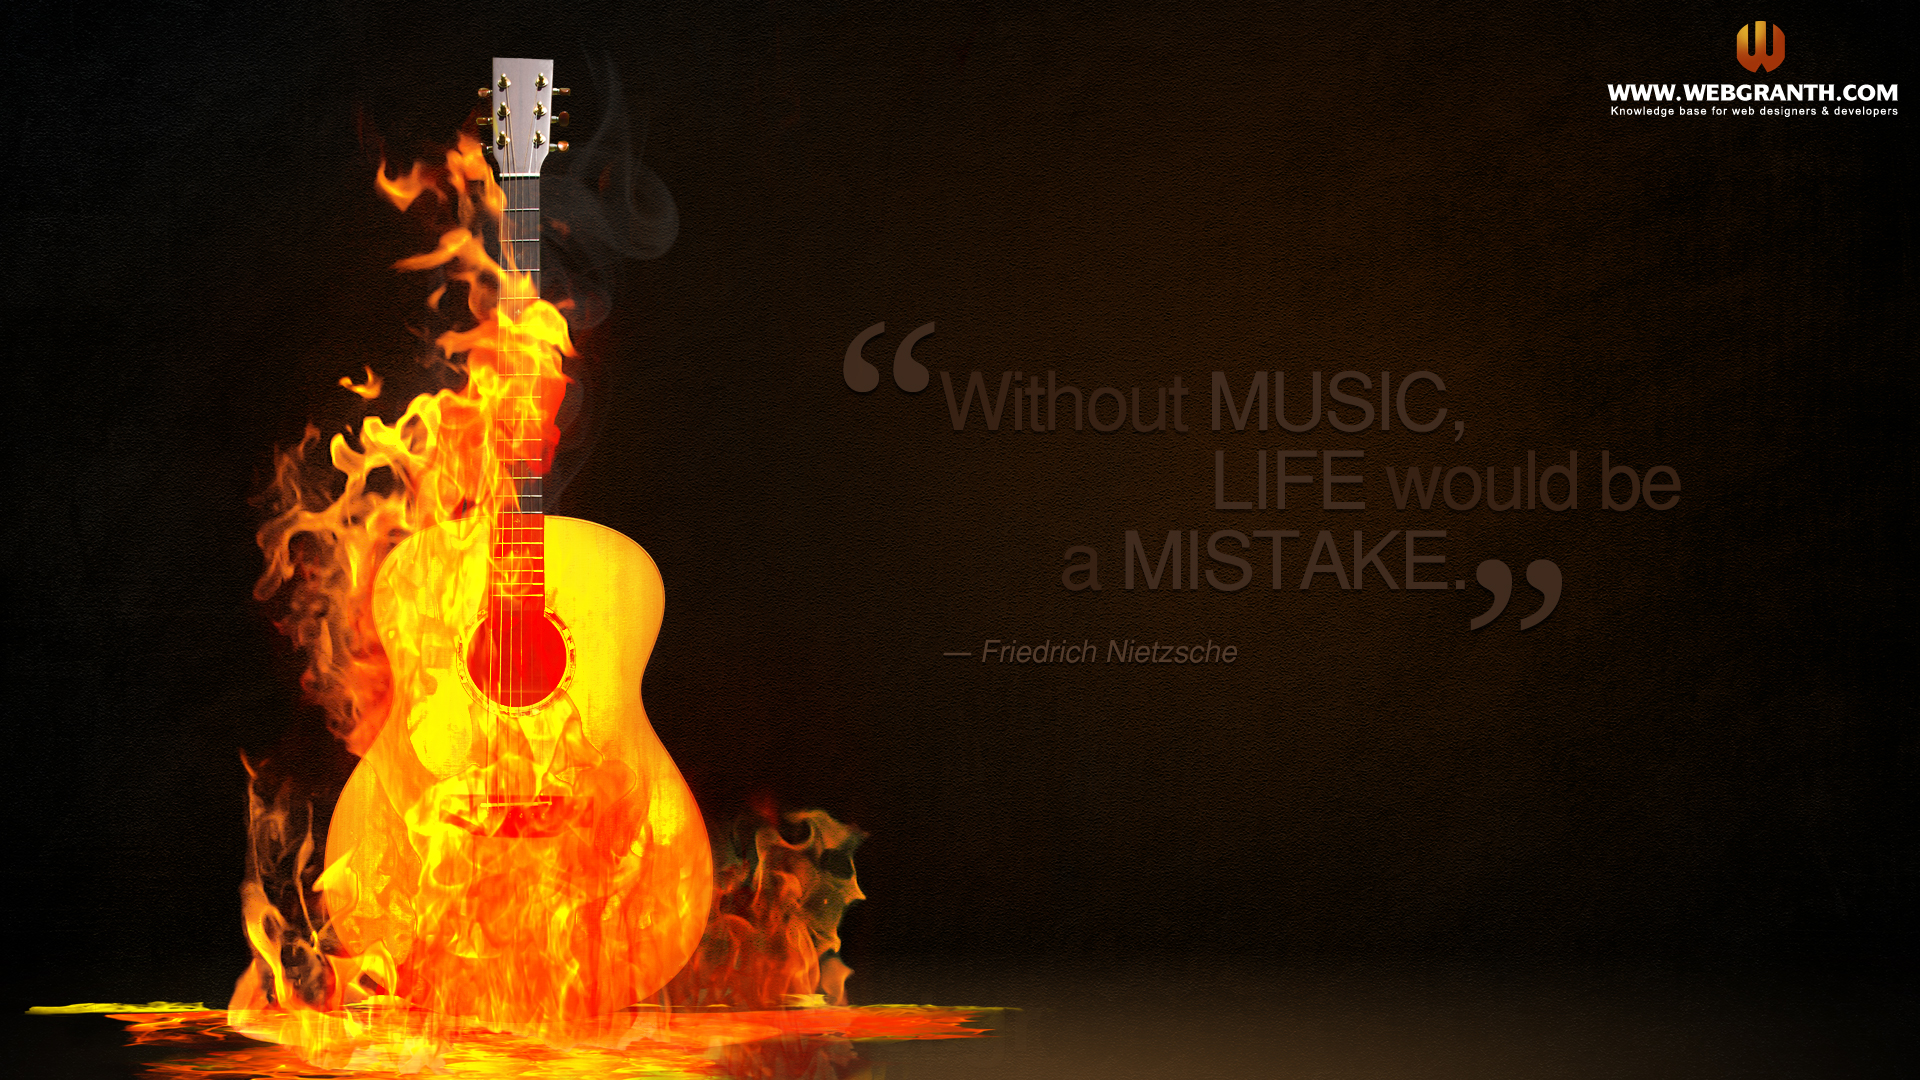 WWW.WEBGRANTH.COM
Knowledge base for web designers & developers
“Without MUSIC,
LIFE would be
a MISTAKE.”
— Friedrich Nietzsche